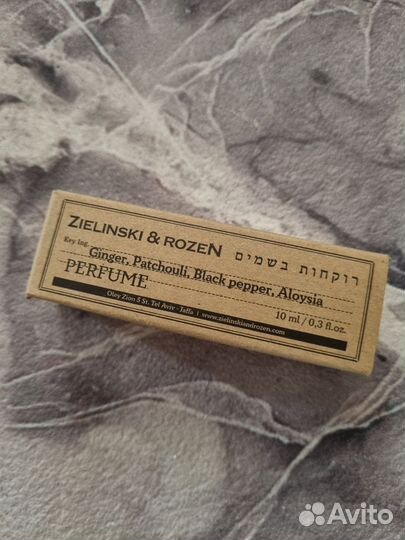 ZIELINSKI & ROZEN רוקחות בשמים
Key Ing. Ginger, Patchouli, Black pepper, Aloysia
PERFUME 10 ml / 0,3 fl.oz.
Oley Zion 5 St. Tel Aviv - Jaffa | www.zielinskiandrozen.com
Avito